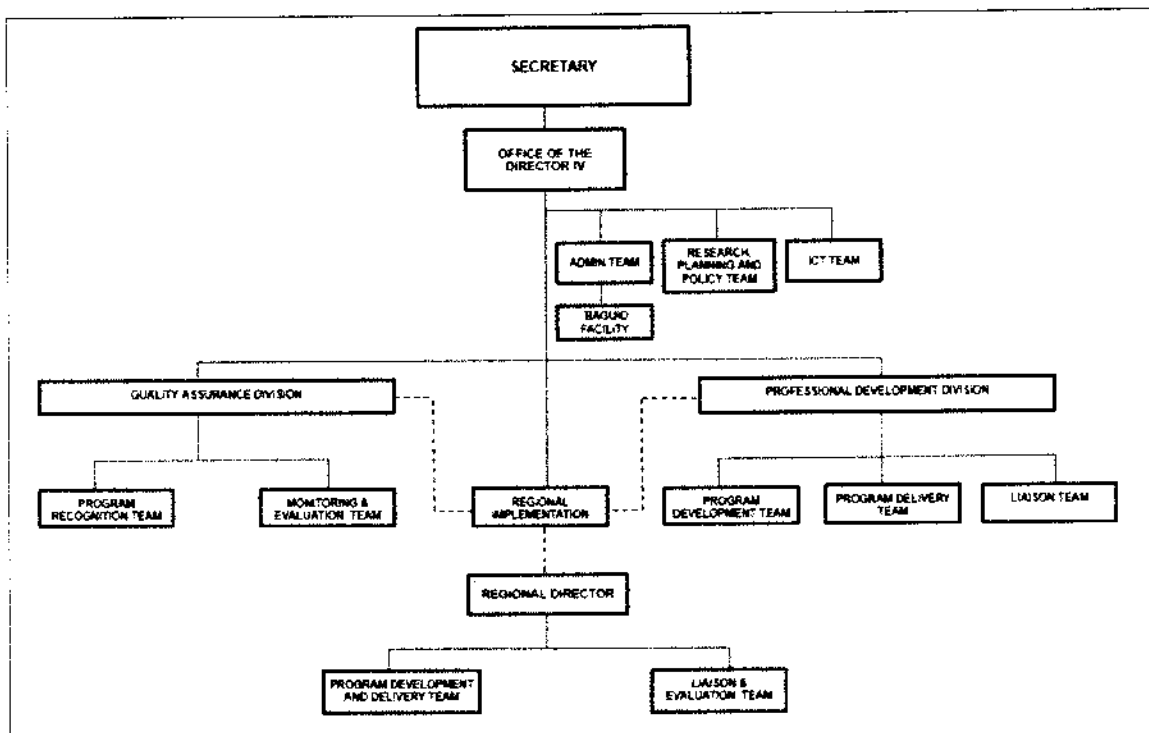 SECRETARY
OFFICE OF THE
DIRECTOR IV
ADMIN TEAM
RESEARCH,
PLANNING AND
POLICY TEAM
ICT TEAM
BAGUIO
FACILITY
QUALITY ASSURANCE DIVISION
PROFESSIONAL DEVELOPMENT DIVISION
PROGRAM
RECOGNITION TEAM
MONITORING &
EVALUATION TEAM
REGIONAL
IMPLEMENTATION
PROGRAM
DEVELOPMENT TEAM
PROGRAM DELIVERY
TEAM
LIAISON TEAM
REGIONAL DIRECTOR
PROGRAM DEVELOPMENT
AND DELIVERY TEAM
LIAISON &
EVALUATION TEAM